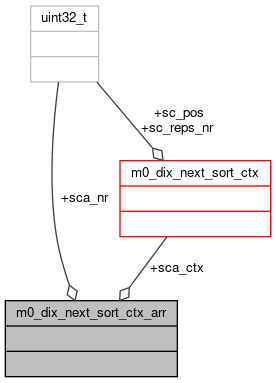 uint32_t
+sc_pos
+sc_reps_nr
m0_dix_next_sort_ctx
+sca_nr
+sca_ctx
m0_dix_next_sort_ctx_arr